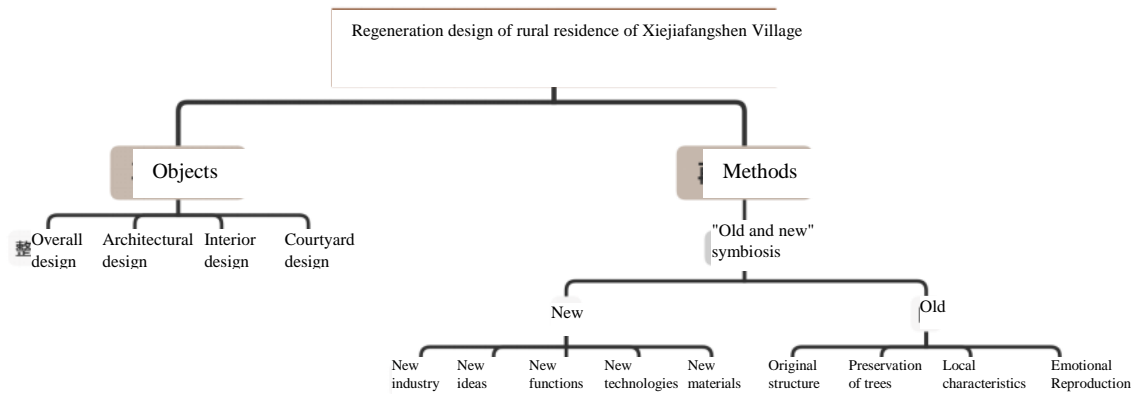 Regeneration design of rural residence of Xiejiafangshen Village
Objects
Methods
整
Overall
design
Architectural
design
Interior
design
Courtyard
design
"Old and new"
symbiosis
New
Old
New
industry
New
ideas
New
functions
New
technologies
New
materials
Original
structure
Preservation
of trees
Local
characteristics
Emotional
Reproduction